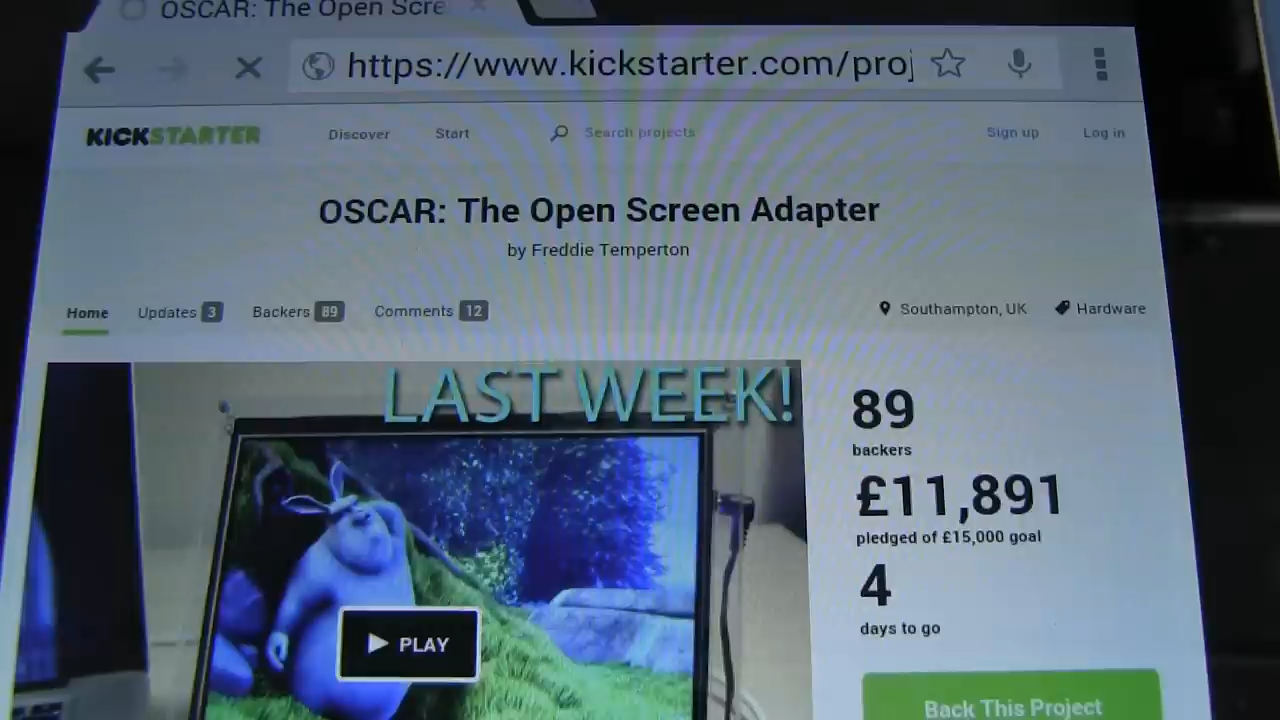 OSCAR: The Open Scre
https://www.kickstarter.com/proj
KICKSTARTER Discover Start Search projects Sign up Log in
OSCAR: The Open Screen Adapter
by Freddie Temperton
Home Updates 3 Backers 89 Comments 12 Southampton, UK Hardware
LAST WEEK!
89
backers
£11,891
pledged of £15,000 goal
4
days to go
PLAY
Back This Project